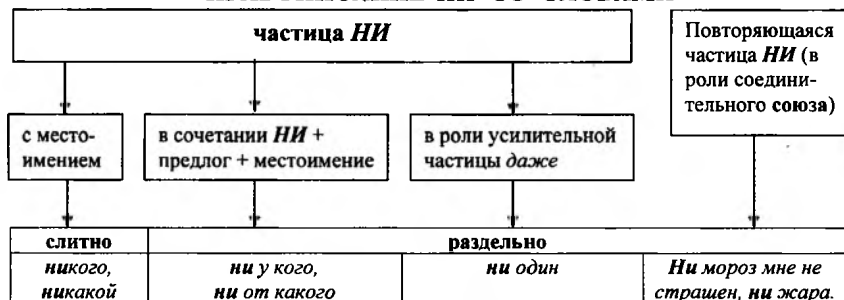 частица НИ
Повторяющаяся
частица НИ (в
роли соедини-
тельного союза)
с место-
имением
в сочетании НИ +
предлог + местоимение
в роли усилительной
частицы даже
слитно
раздельно
никого,
никакой
ни у кого,
ни от какого
ни один
Ни мороз мне не
страшен, ни жара.